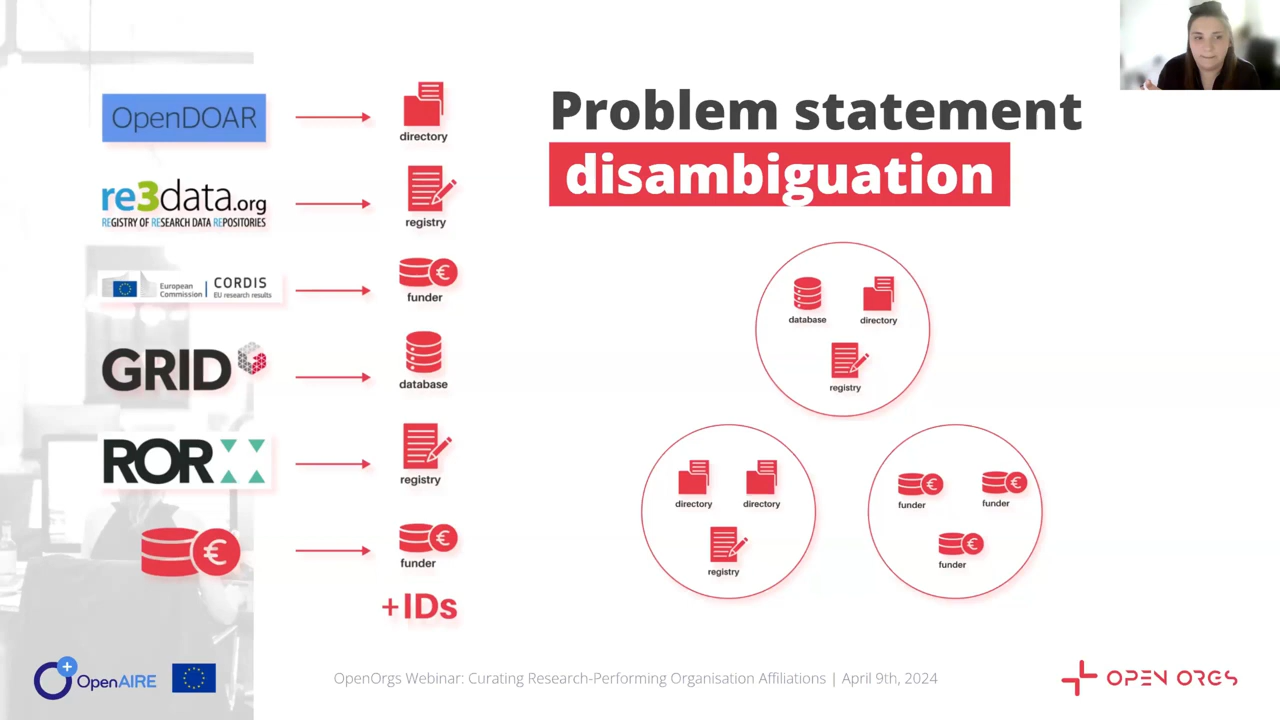 OpenDOAR
directory
re3data.org
REGISTRY OF RESEARCH DATA REPOSITORIES
registry
European
Commission
CORDIS
EU research results
funder
GRID
database
ROR
registry
€
€
funder
+IDs
Problem statement
disambiguation
database
directory
registry
directory
directory
registry
funder
funder
funder
OpenAIRE
OpenOrgs Webinar: Curating Research-Performing Organisation Affiliations | April 9th, 2024
OPEN ORGS